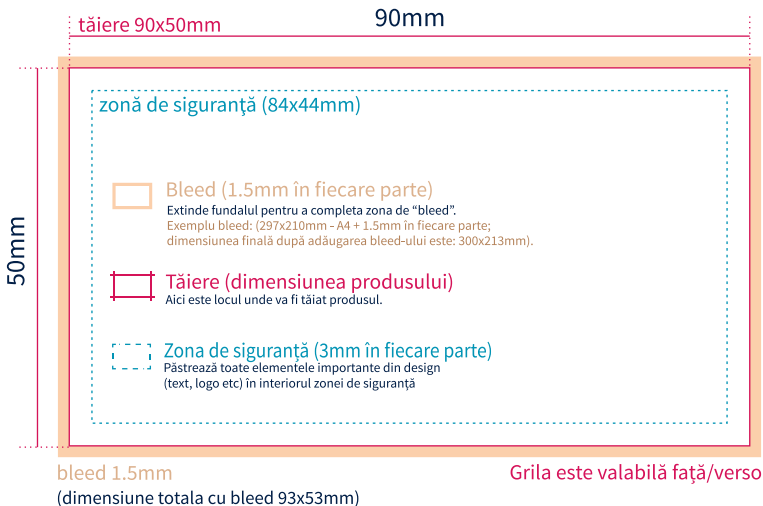 90mm
tăiere 90x50mm
zonă de siguranţă (84x44mm)
Bleed (1.5mm în fiecare parte)
Extinde fundalul pentru a completa zona de “bleed”.
Exemplu bleed: (297x210mm - A4 + 1.5mm în fiecare parte;
dimensiunea finală după adăugarea bleed-ului este: 300x213mm).
50mm
Tăiere (dimensiunea produsului)
Aici este locul unde va fi tăiat produsul.
Zona de siguranță (3mm în fiecare parte)
Păstrează toate elementele importante din design
(text, logo etc) în interiorul zonei de siguranță
bleed 1.5mm
Grila este valabilă față/verso
(dimensiune totala cu bleed 93x53mm)